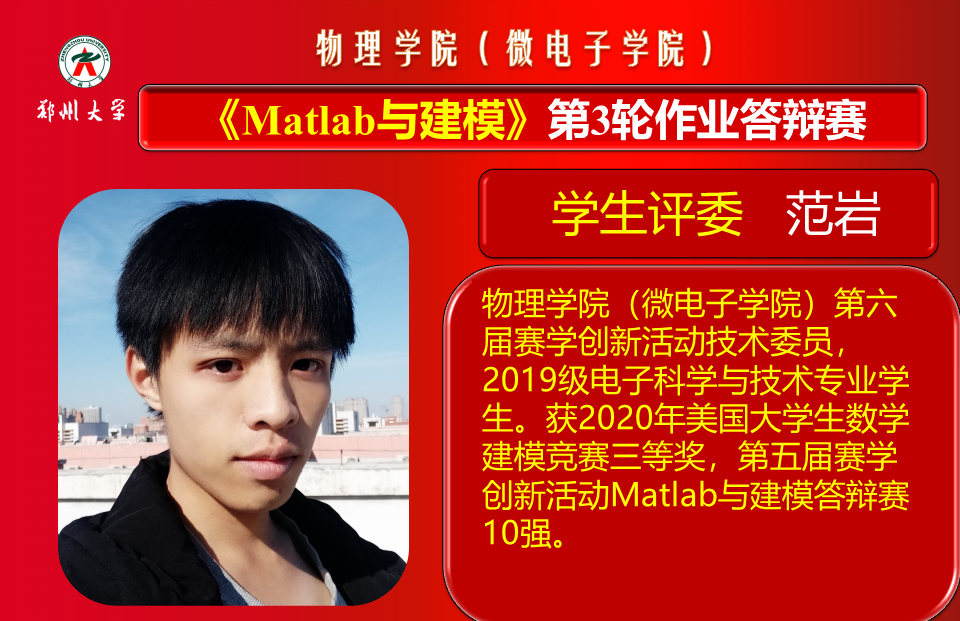 物理学院（微电子学院）
ZHENGZHOU UNIVERSITY
郑州大学
《Matlab与建模》第3轮作业答辩赛
学生评委 范岩
物理学院（微电子学院）第六
届赛学创新活动技术委员，
2019级电子科学与技术专业学
生。获2020年美国大学生数学
建模竞赛三等奖，第五届赛学
创新活动Matlab与建模答辩赛
10强。